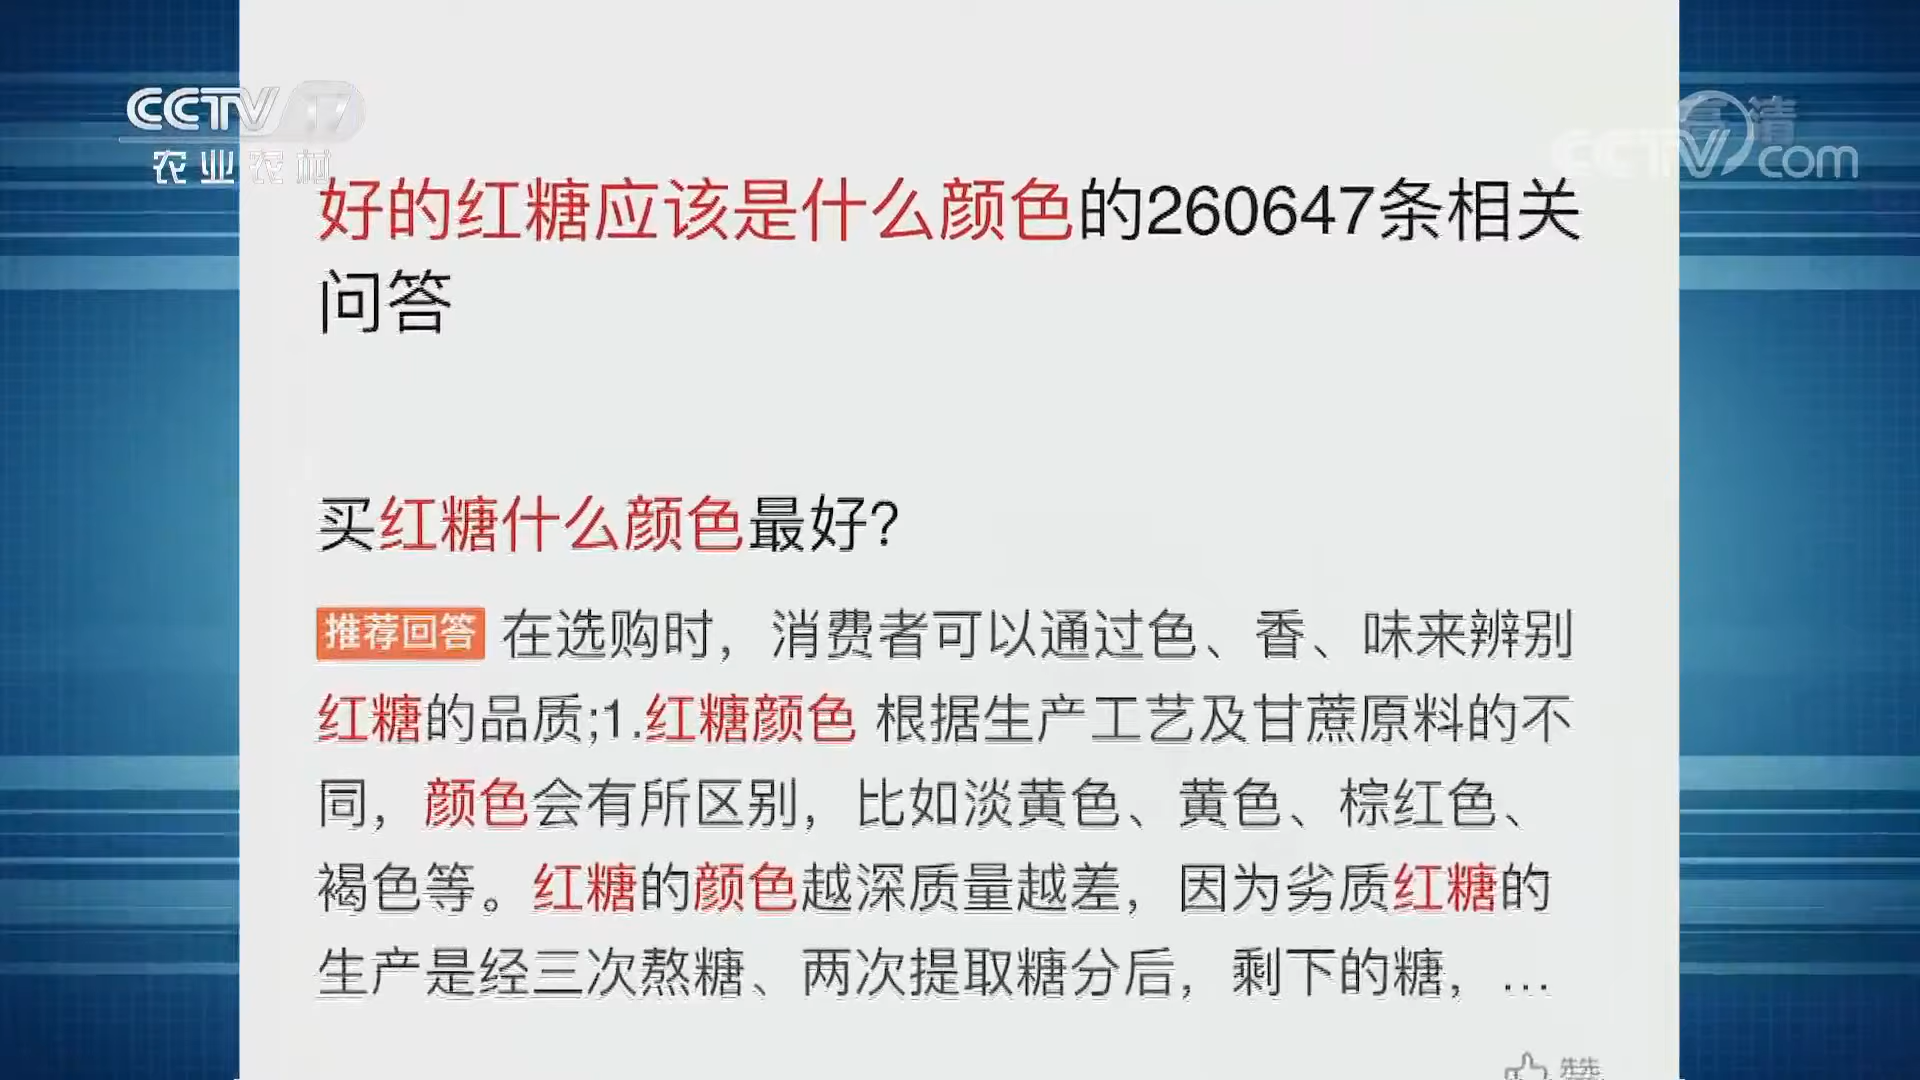 CCTV 17
农业农村
高清
CCTV com
好的红糖应该是什么颜色的260647条相关
问答
买红糖什么颜色最好?
推荐回答 在选购时，消费者可以通过色、香、味来辨别
红糖的品质;1.红糖颜色 根据生产工艺及甘蔗原料的不
同，颜色会有所区别，比如淡黄色、黄色、棕红色、
褐色等。红糖的颜色越深质量越差，因为劣质红糖的
生产是经三次熬糖、两次提取糖分后，剩下的糖，...